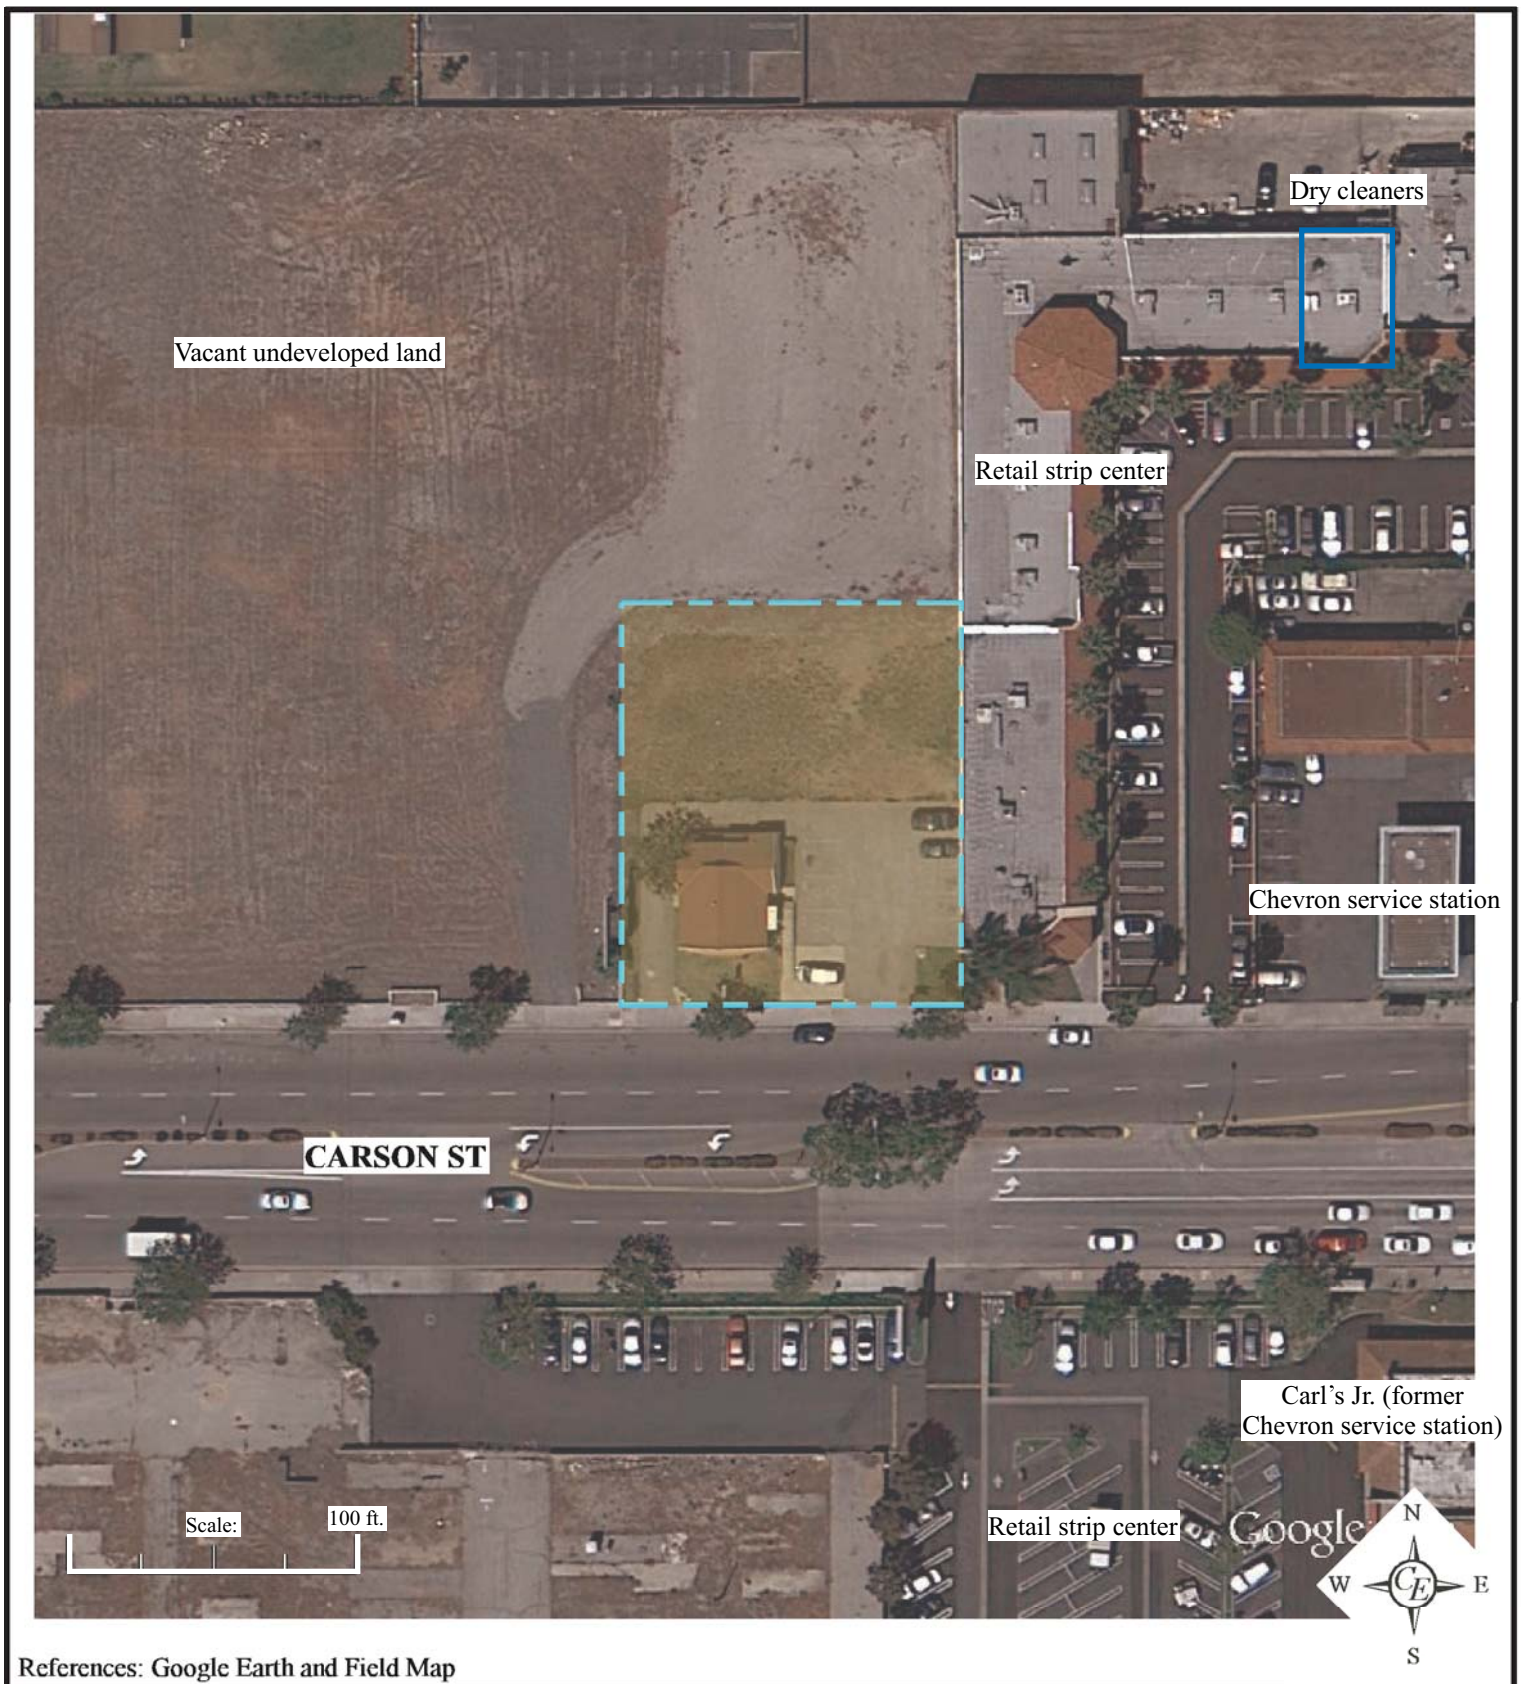 Dry cleaners
Vacant undeveloped land
Retail strip center
Chevron service station
CARSON ST
Carl's Jr. (former
Chevron service station)
Scale:
100 ft.
Retail strip center
Google
N
W
CE
E
S
References: Google Earth and Field Map